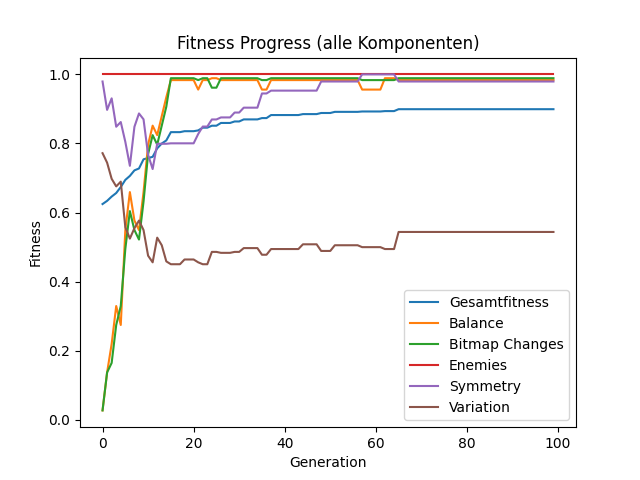 Fitness Progress (alle Komponenten)
1.0
0.8
0.6
0.4
0.2
0.0
Fitness
Gesamtfitness
Balance
Bitmap Changes
Enemies
Symmetry
Variation
0 20 40 60 80 100
Generation